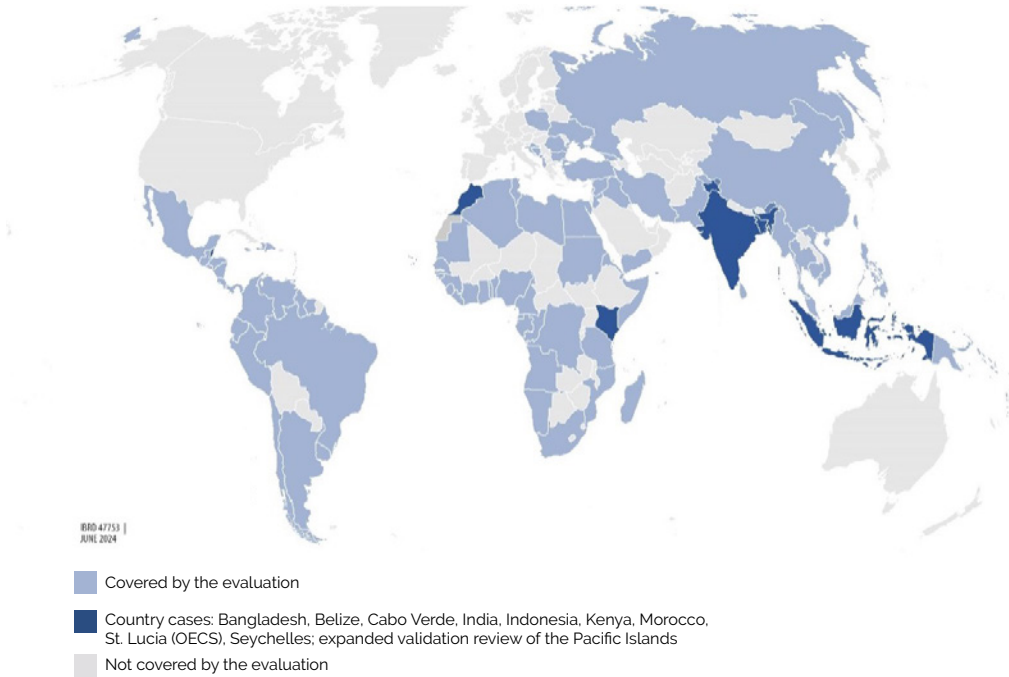 IBRD 47753 |
JUNE 2024
Covered by the evaluation
Country cases: Bangladesh, Belize, Cabo Verde, India, Indonesia, Kenya, Morocco,
St. Lucia (OECS), Seychelles; expanded validation review of the Pacific Islands
Not covered by the evaluation